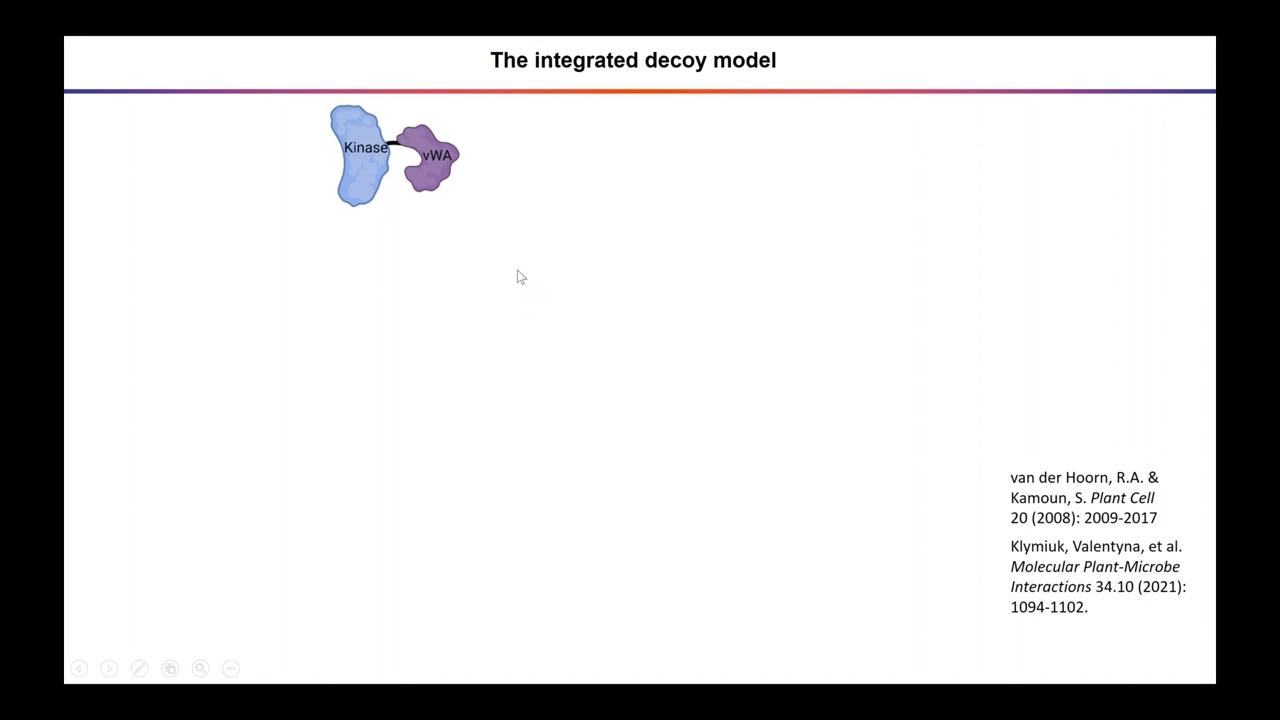 The integrated decoy model
Kinase
vWA
van der Hoorn, R.A. &
Kamoun, S. Plant Cell
20 (2008): 2009-2017
Klymiuk, Valentyna, et al.
Molecular Plant-Microbe
Interactions 34.10 (2021):
1094-1102.